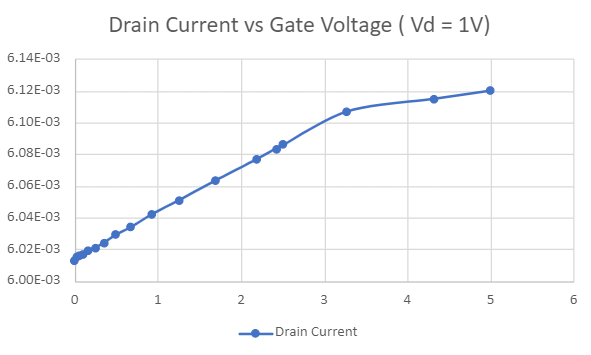 Drain Current vs Gate Voltage ( Vd = 1V)
6.14E-03
6.12E-03
6.10E-03
6.08E-03
6.06E-03
6.04E-03
6.02E-03
6.00E-03
0 1 2 3 4 5 6
Drain Current